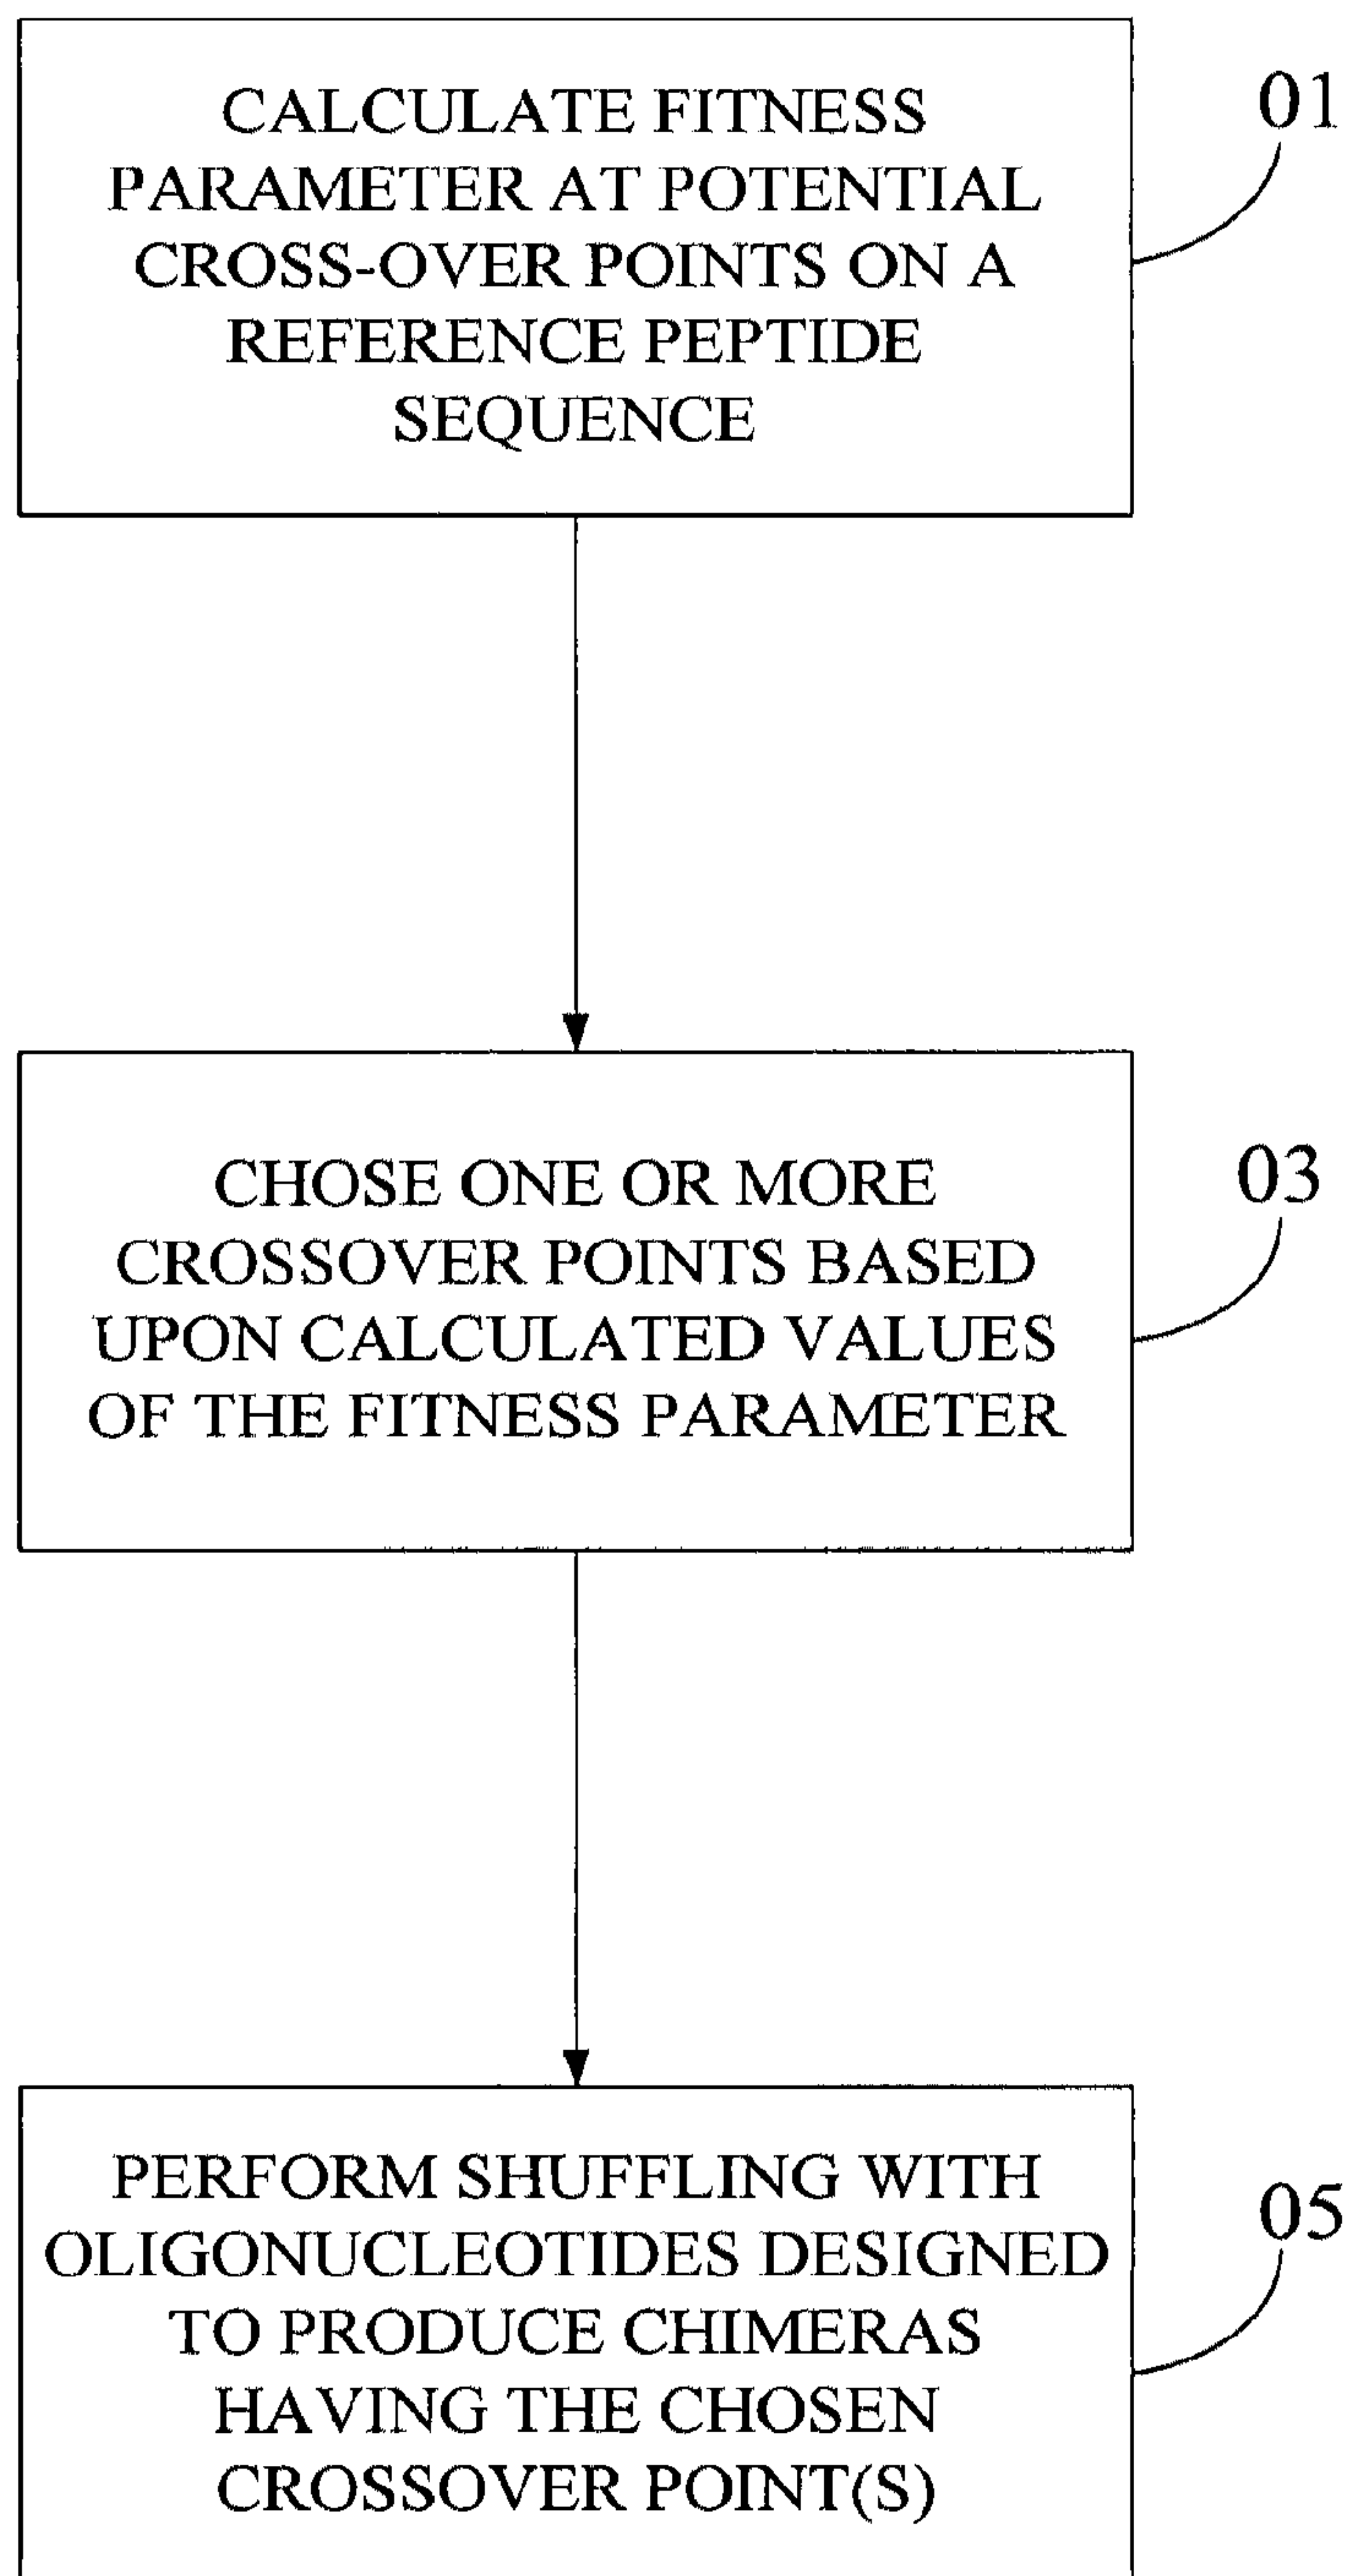 CALCULATE FITNESS
PARAMETER AT POTENTIAL
CROSS-OVER POINTS ON A
REFERENCE PEPTIDE
SEQUENCE
01
CHOSE ONE OR MORE
CROSSOVER POINTS BASED
UPON CALCULATED VALUES
OF THE FITNESS PARAMETER
03
PERFORM SHUFFLING WITH
OLIGONUCLEOTIDES DESIGNED
TO PRODUCE CHIMERAS
HAVING THE CHOSEN
CROSSOVER POINT(S)
05